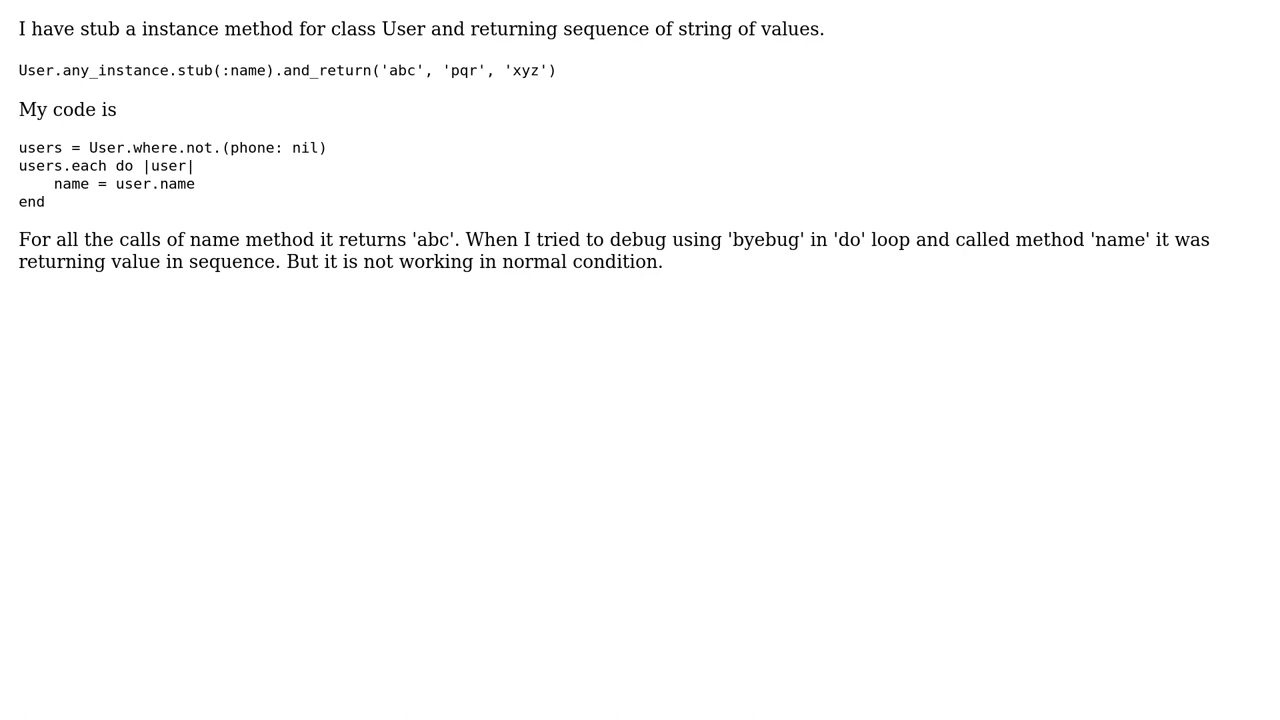 I have stub a instance method for class User and returning sequence of string of values.
User.any_instance.stub(:name).and_return('abc', 'pqr', 'xyz')
My code is
users = User.where.not.(phone: nil)
users.each do |user|
    name = user.name
end
For all the calls of name method it returns 'abc'. When I tried to debug using 'byebug' in 'do' loop and called method 'name' it was
returning value in sequence. But it is not working in normal condition.